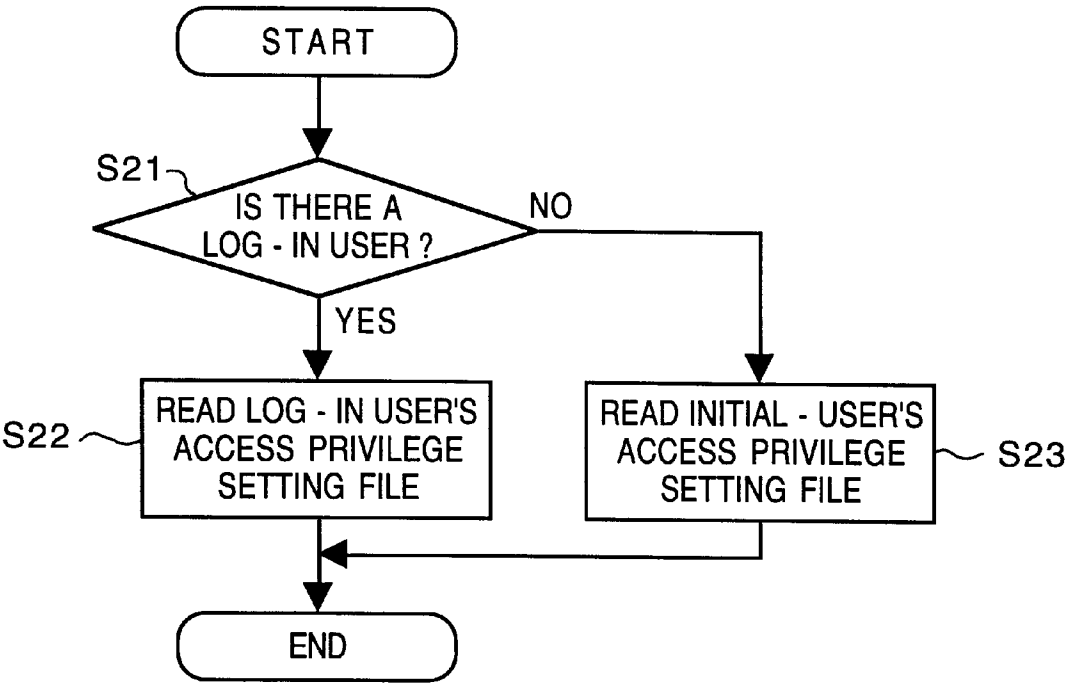 START
S21
IS THERE A
LOG - IN USER ?
NO
YES
S22
READ LOG - IN USER'S
ACCESS PRIVILEGE
SETTING FILE
READ INITIAL - USER'S
ACCESS PRIVILEGE
SETTING FILE
S23
END